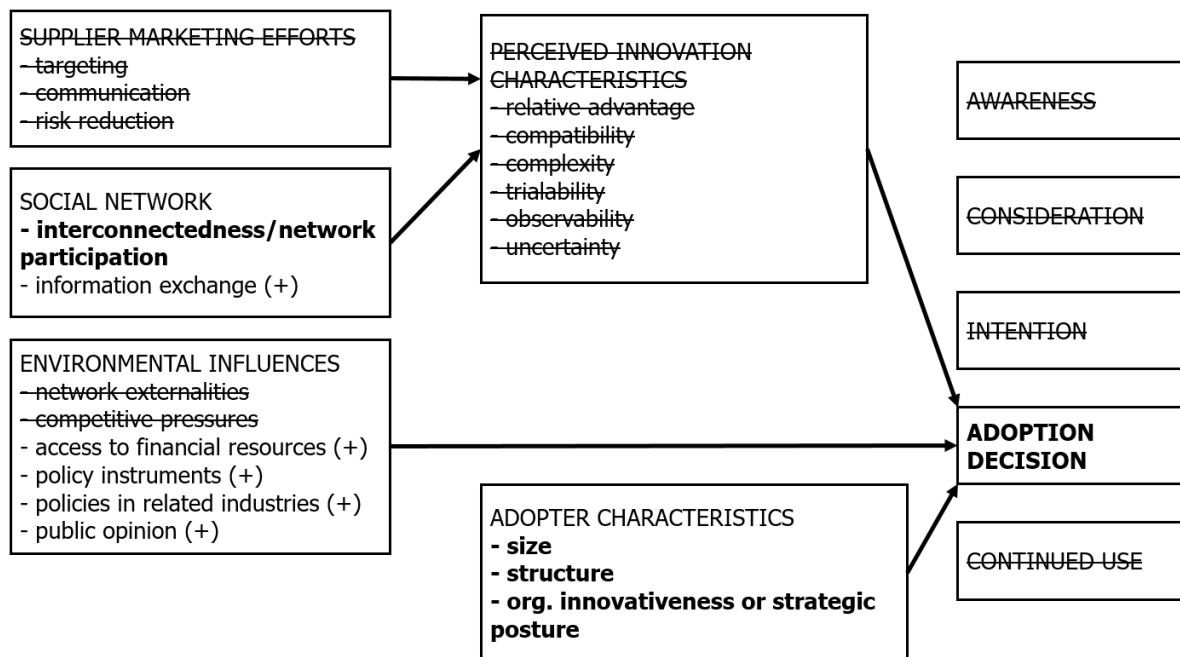 SUPPLIER MARKETING EFFORTS
- targeting
- communication
- risk reduction
SOCIAL NETWORK
- interconnectedness/network
participation
- information exchange (+)
ENVIRONMENTAL INFLUENCES
- network externalities
- competitive pressures
- access to financial resources (+)
- policy instruments (+)
- policies in related industries (+)
- public opinion (+)
PERCEIVED INNOVATION
CHARACTERISTICS
- relative advantage
- compatibility
- complexity
- trialability
- observability
- uncertainty
ADOPTER CHARACTERISTICS
- size
- structure
- org. innovativeness or strategic
posture
AWARENESS
CONSIDERATION
INTENTION
ADOPTION
DECISION
CONTINUED USE